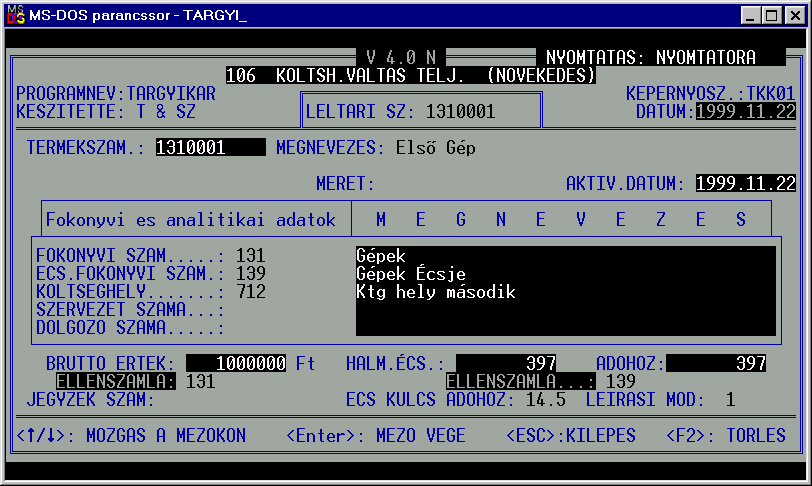 MS-DOS parancssor - TARGYI_
V 4.0 N NYOMTATAS: NYOMTATORA
106 KOLTSH.VALTAS TELJ. (NOVEKEDES)
PROGRAMNEV:TARGYIKAR KEPERNYOSZ.:TKK01
KESZITETTE: T & SZ LELTARI SZ: 1310001 DATUM:1999.11.22
TERMEKSZAM.: 1310001 MEGNEVEZES: Első Gép
MERET: AKTIV.DATUM: 1999.11.22
Fokonyvi es analitikai adatok M E G N E V E Z E S
FOKONYVI SZAM.....: 131 Gépek
ECS.FOKONYVI SZAM.: 139 Gépek Écsje
KOLTSEGHELY.......: 712 Ktg hely második
SZERVEZET SZAMA...:
DOLGOZO SZAMA.....:
BRUTTO ERTEK: 1000000 Ft HALM.ÉCS.: 397 ADOHOZ: 397
ELLENSZAMLA: 131 ELLENSZAMLA...: 139
JEGYZEK SZAM: ECS KULCS ADOHOZ: 14.5 LEIRASI MOD: 1
<↑/↓>: MOZGAS A MEZOKON <Enter>: MEZO VEGE <ESC>:KILEPES <F2>: TORLES